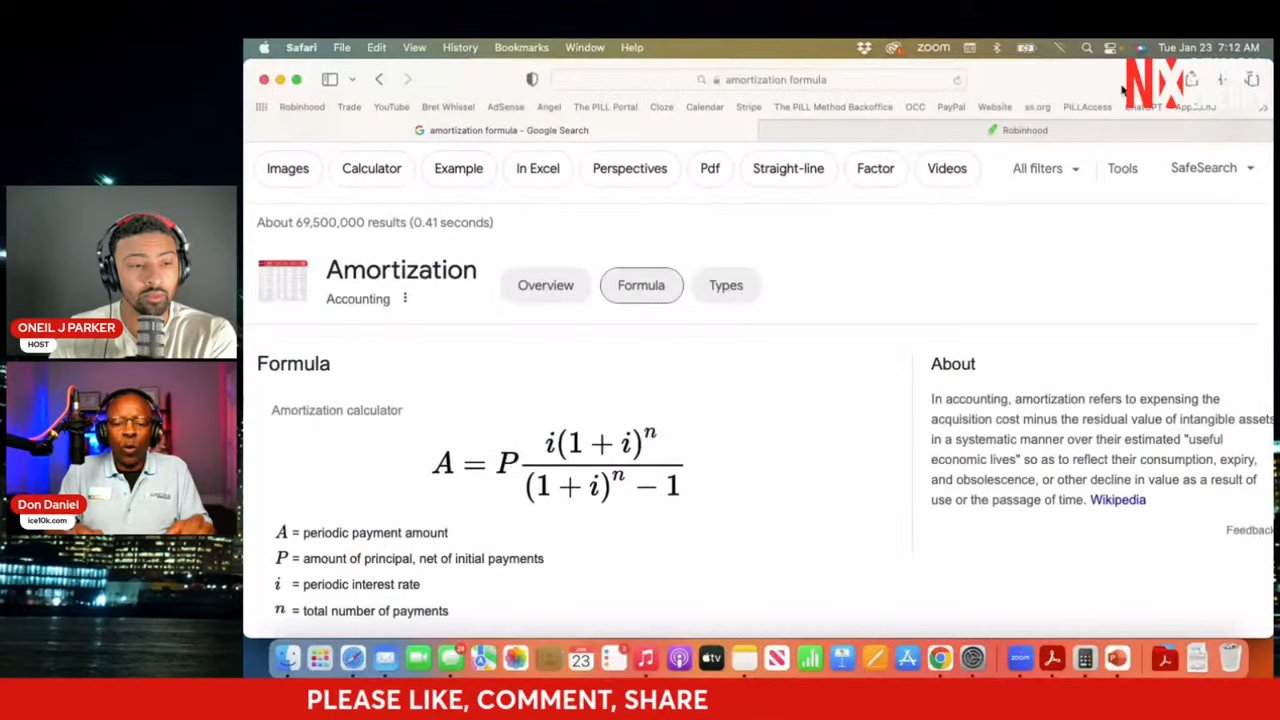 Safari File Edit View History Bookmarks Window Help zoom Tue Jan 23 7:12 AM
amortization formula
NX
Robinhood Trade YouTube Bret Whissel AdSense Angel The PILL Portal Cloze Calendar Stripe The PILL Method Backoffice OCC PayPal Website ss.org PiLLAccess
G amortization formula - Google Search Robinhood
Images Calculator Example In Excel Perspectives Pdf Straight-line Factor Videos All filters Tools SafeSearch
About 69,500,000 results (0.41 seconds)
Amortization
Accounting
Overview Formula Types
Formula
Amortization calculator
A = P i(1 + i)^n / (1 + i)^n − 1
A = periodic payment amount
P = amount of principal, net of initial payments
i = periodic interest rate
n = total number of payments
About
In accounting, amortization refers to expensing the
acquisition cost minus the residual value of intangible assets
in a systematic manner over their estimated "useful
economic lives" so as to reflect their consumption, expiry,
and obsolescence, or other decline in value as a result of
use or the passage of time. Wikipedia
Feedback
ONEIL J PARKER
HOST
Don Daniel
ice10k.com
23
tv
zoom
PLEASE LIKE, COMMENT, SHARE